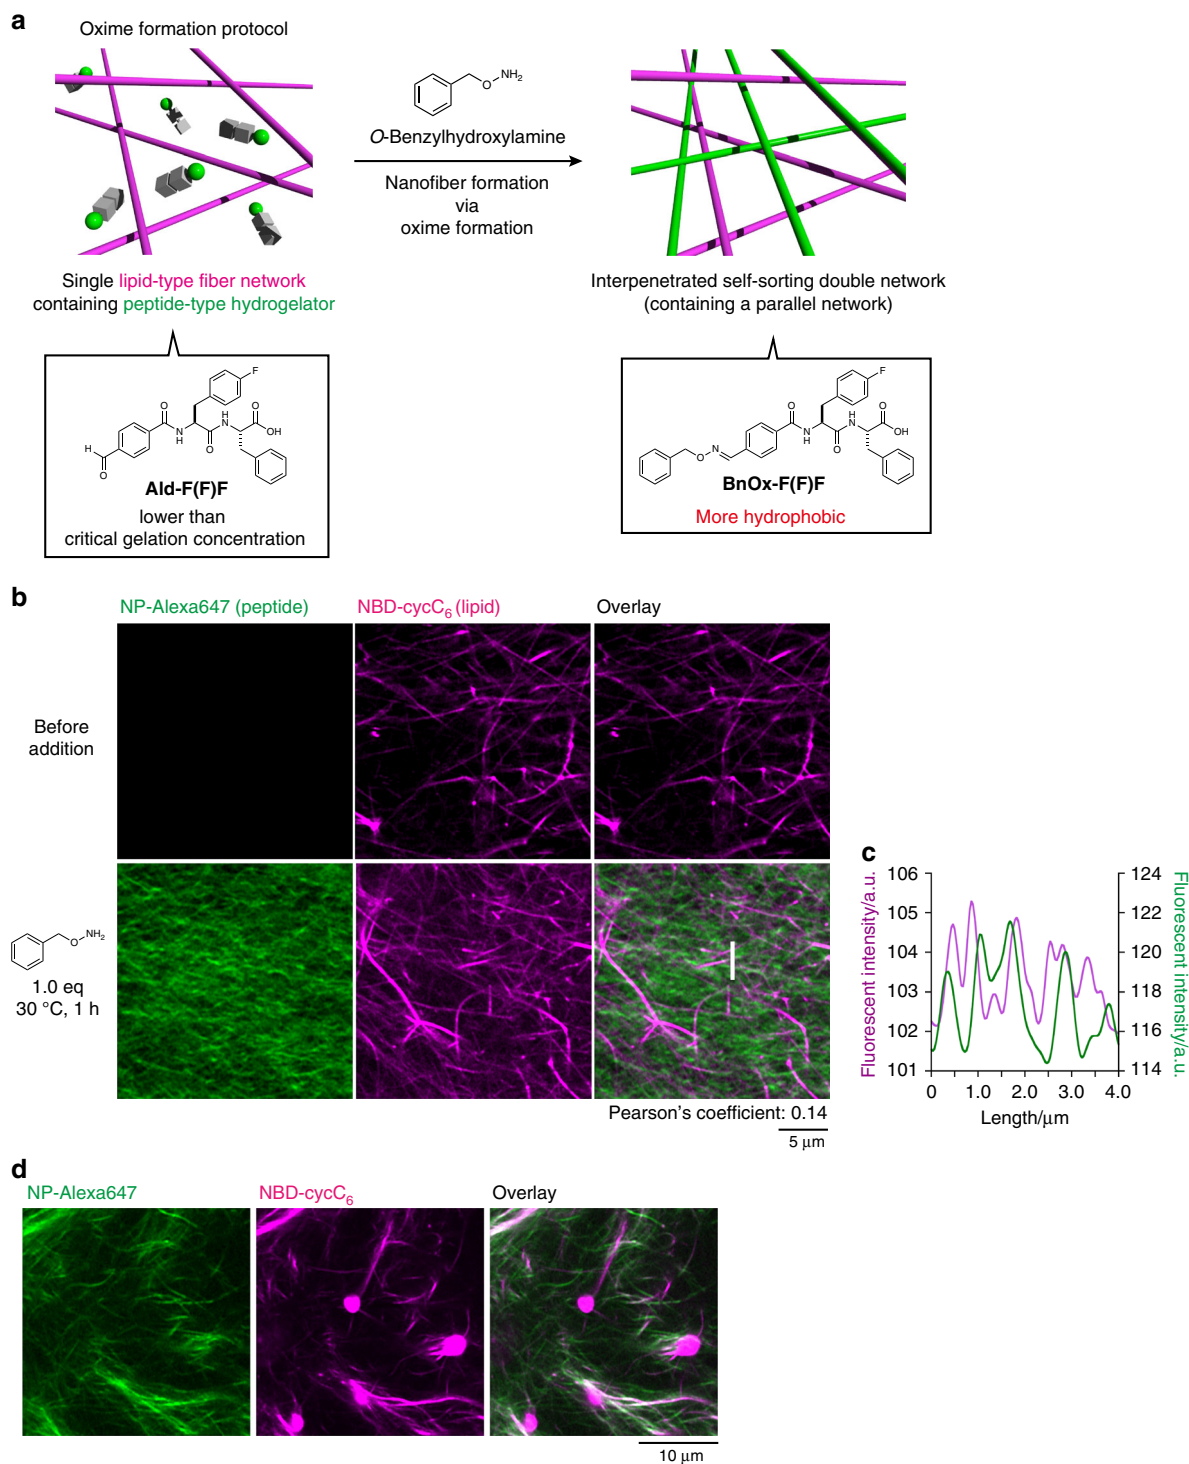 a
Oxime formation protocol
O
NH2
O-Benzylhydroxylamine
Nanofiber formation
via
oxime formation
Single lipid-type fiber network
containing peptide-type hydrogelator
Interpenetrated self-sorting double network
(containing a parallel network)
F
O
H
N
O
OH
N
H
O
H
O
Ald-F(F)F
lower than
critical gelation concentration
F
O
H
N
O
OH
N
H
O
N
O
BnOx-F(F)F
More hydrophobic
b
NP-Alexa647 (peptide)
NBD-cycC6 (lipid)
Overlay
Before
addition
O
NH2
1.0 eq
30 °C, 1 h
Pearson's coefficient: 0.14
5 μm
c
Fluorescent intensity/a.u.
106
105
104
103
102
101
124
122
120
118
116
114
Fluorescent intensity/a.u.
0 1.0 2.0 3.0 4.0
Length/μm
d
NP-Alexa647
NBD-cycC6
Overlay
10 μm